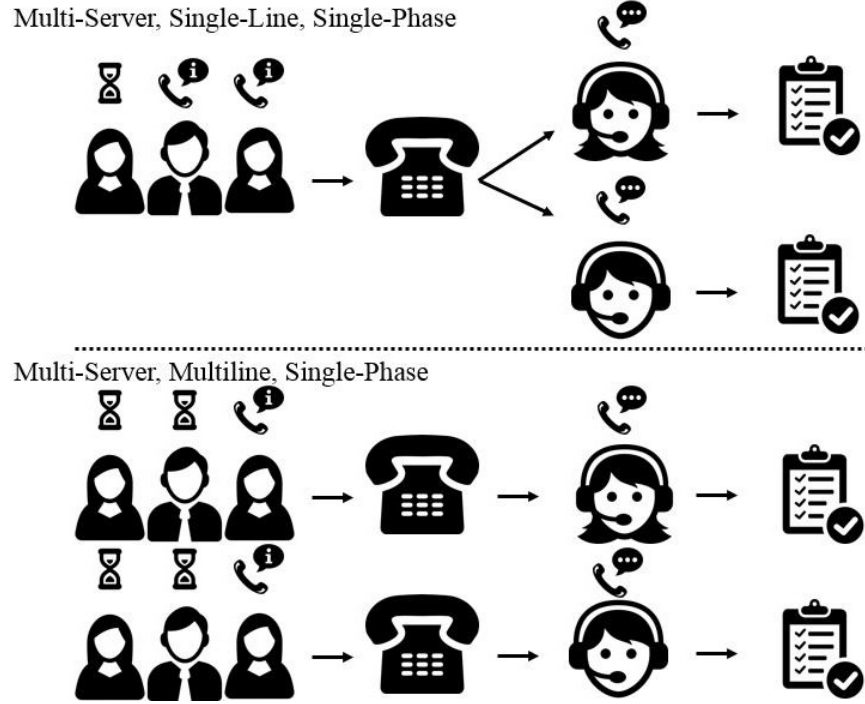 Multi-Server, Single-Line, Single-Phase
i
i
Multi-Server, Multiline, Single-Phase
i
i